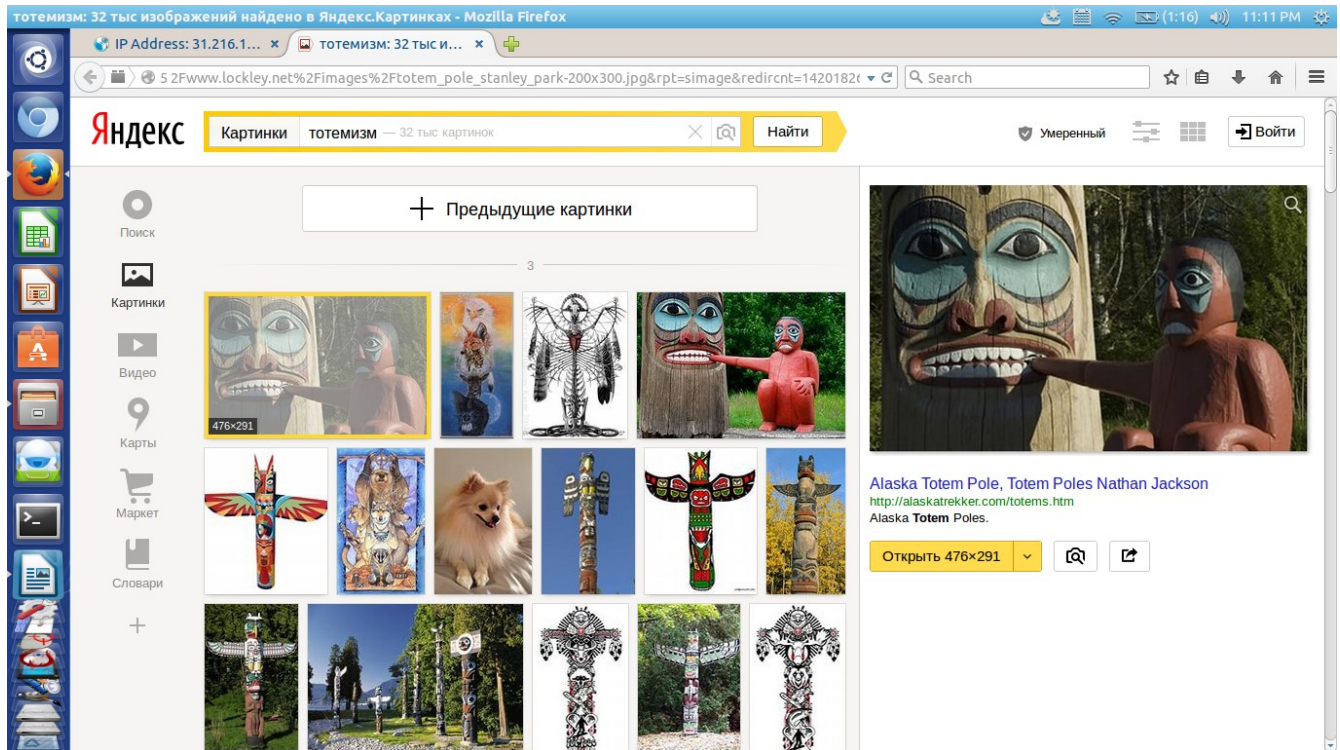 тотемизм: 32 тыс изображений найдено в Яндекс.Картинках - Mozilla Firefox
(1:16) 11:11 PM
IP Address: 31.216.1...
тотемизм: 32 тыс и...
5 2Fwww.lockley.net%2Fimages%2Ftotem_pole_stanley_park-200x300.jpg&rpt=simage&redircnt=1420182
Search
Яндекс
Картинки тотемизм — 32 тыс картинок
Найти
Умеренный
Войти
Поиск
Картинки
Видео
Карты
Маркет
Словари
Предыдущие картинки
3
476×291
Alaska Totem Pole, Totem Poles Nathan Jackson
http://alaskatrekker.com/totems.htm
Alaska Totem Poles.
Открыть 476×291